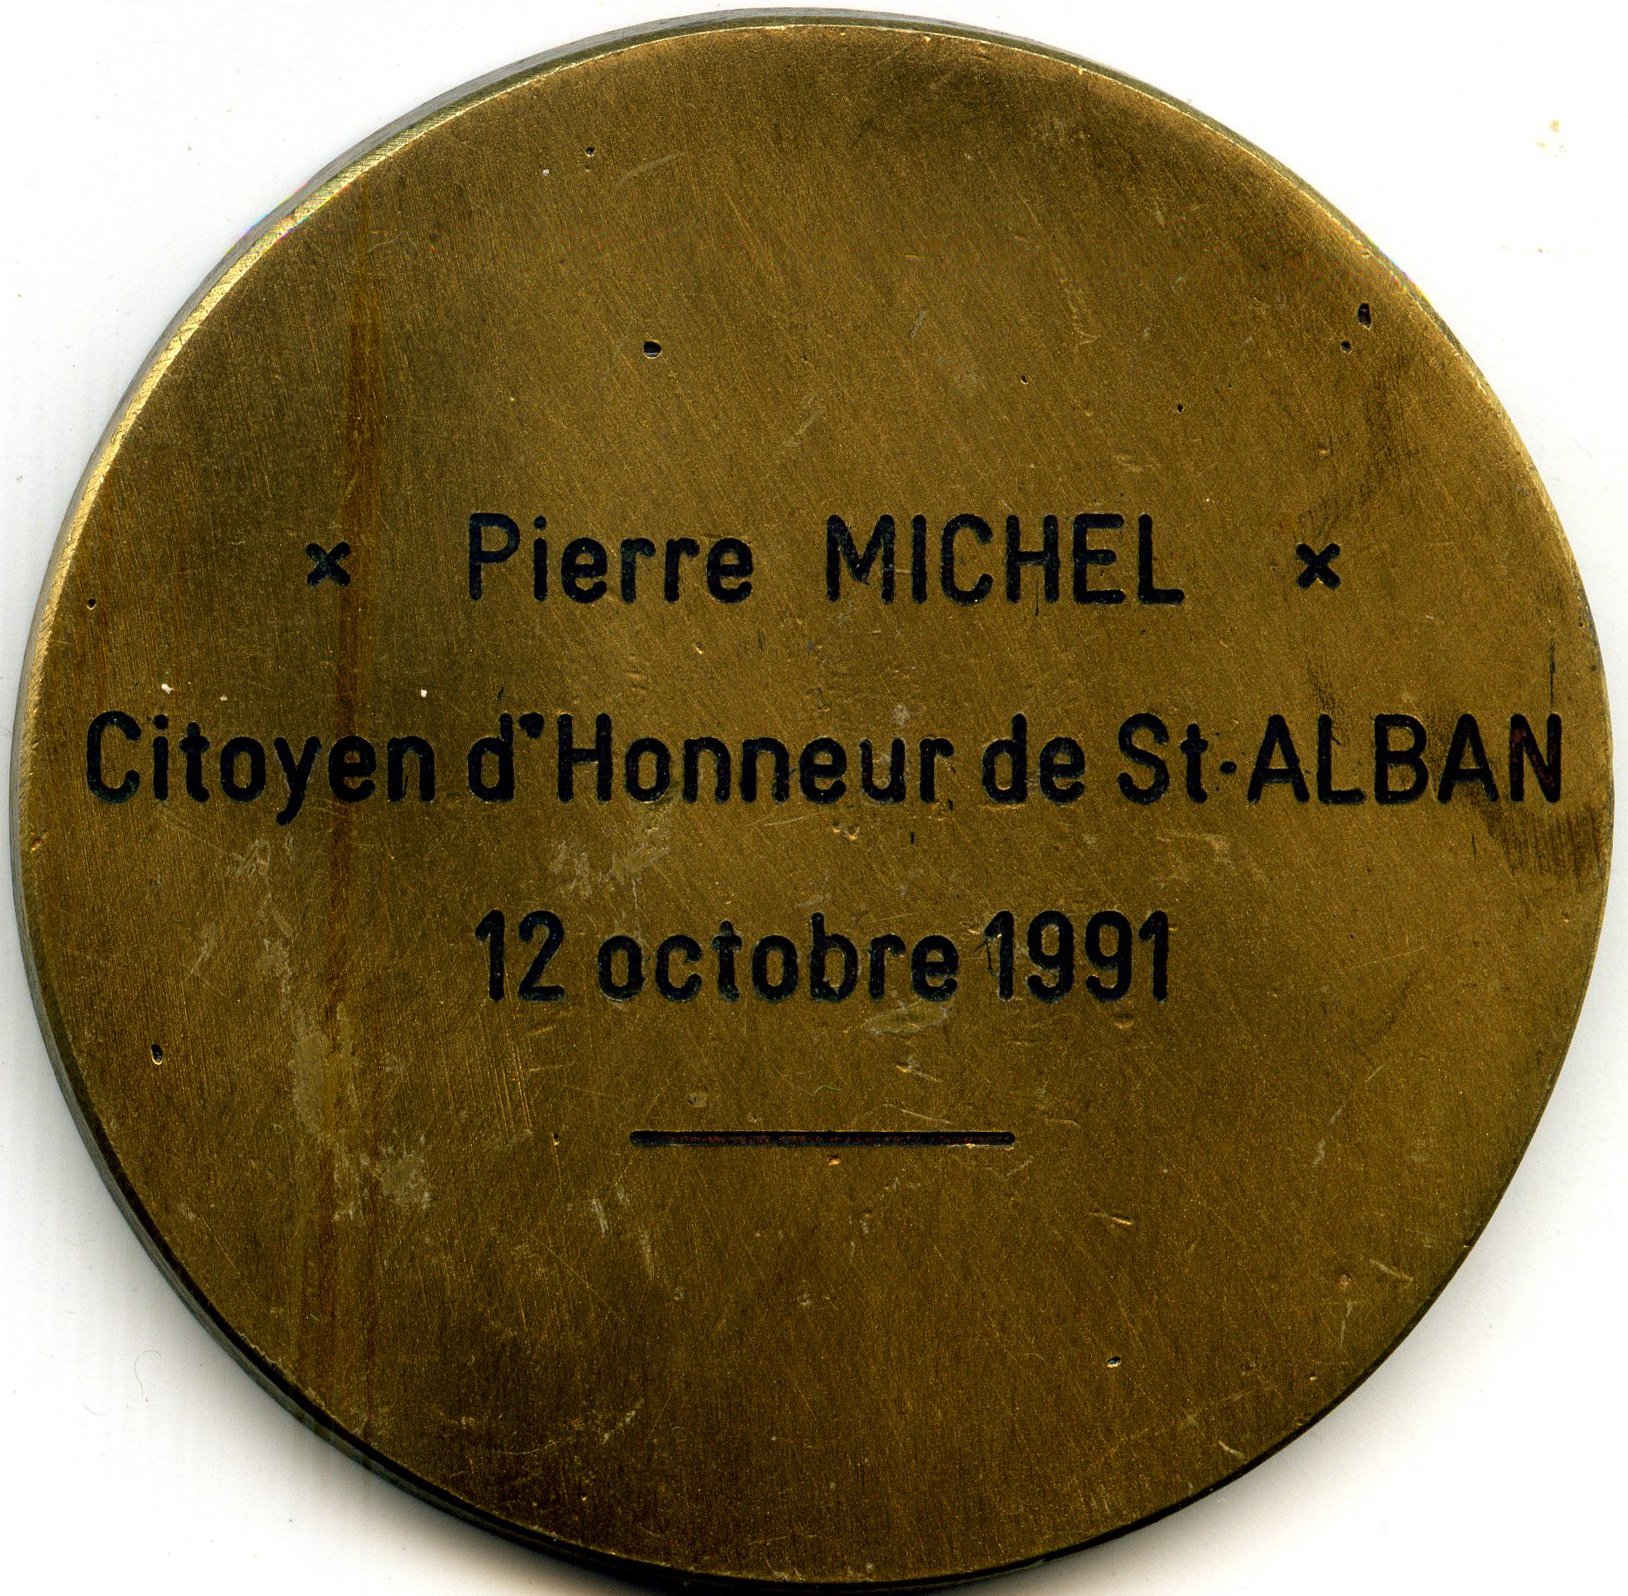 × Pierre MICHEL ×
Citoyen d'Honneur de St-ALBAN
12 octobre 1991